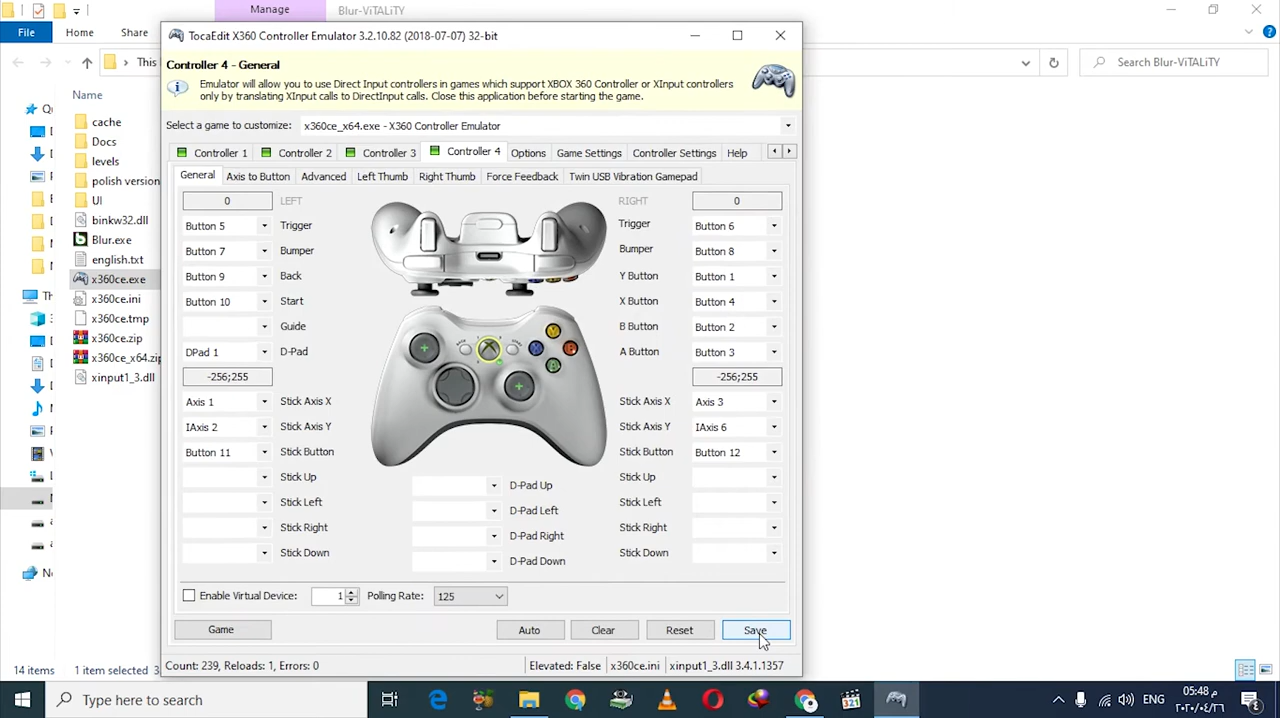 Manage
Blur-ViTALiTY
File
Home
Share
This
Search Blur-ViTALiTY
Name
cache
Docs
levels
polish version
UI
binkw32.dll
Blur.exe
english.txt
x360ce.exe
x360ce.ini
x360ce.tmp
x360ce.zip
x360ce_x64.zip
xinput1_3.dll
14 items
1 item selected
TocaEdit X360 Controller Emulator 3.2.10.82 (2018-07-07) 32-bit
Controller 4 - General
Emulator will allow you to use Direct Input controllers in games which support XBOX 360 Controller or XInput controllers
only by translating XInput calls to DirectInput calls. Close this application before starting the game.
Select a game to customize: x360ce_x64.exe - X360 Controller Emulator
Controller 1 Controller 2 Controller 3 Controller 4 Options Game Settings Controller Settings Help
General Axis to Button Advanced Left Thumb Right Thumb Force Feedback Twin USB Vibration Gamepad
0 LEFT RIGHT 0
Button 5 Trigger Trigger Button 6
Button 7 Bumper Bumper Button 8
Button 9 Back Y Button Button 1
Button 10 Start X Button Button 4
Guide B Button Button 2
DPad 1 D-Pad A Button Button 3
-256;255 -256;255
Axis 1 Stick Axis X Stick Axis X Axis 3
IAxis 2 Stick Axis Y Stick Axis Y IAxis 6
Button 11 Stick Button Stick Button Button 12
Stick Up D-Pad Up Stick Up
Stick Left D-Pad Left Stick Left
Stick Right D-Pad Right Stick Right
Stick Down D-Pad Down Stick Down
Enable Virtual Device: 1 Polling Rate: 125
Game Auto Clear Reset Save
Count: 239, Reloads: 1, Errors: 0 Elevated: False x360ce.ini xinput1_3.dll 3.4.1.1357
Type here to search
ENG
05:48 م
٢٠٢٠/٠٤/٢٦